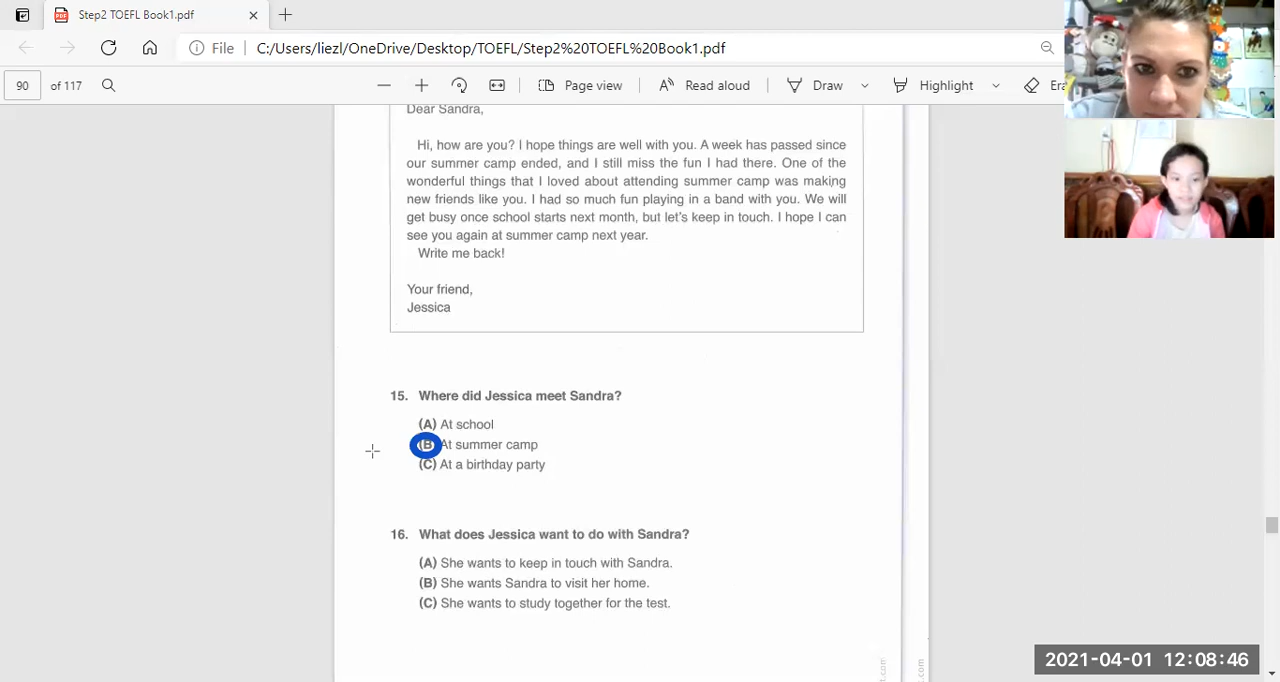 Step2 TOEFL Book1.pdf
File C:/Users/liezl/OneDrive/Desktop/TOEFL/Step2%20TOEFL%20Book1.pdf
90 of 117 Page view Read aloud Draw Highlight Era
Dear Sandra,
Hi, how are you? I hope things are well with you. A week has passed since
our summer camp ended, and I still miss the fun I had there. One of the
wonderful things that I loved about attending summer camp was making
new friends like you. I had so much fun playing in a band with you. We will
get busy once school starts next month, but let's keep in touch. I hope I can
see you again at summer camp next year.
Write me back!
Your friend,
Jessica
15. Where did Jessica meet Sandra?
(A) At school
(B) At summer camp
(C) At a birthday party
16. What does Jessica want to do with Sandra?
(A) She wants to keep in touch with Sandra.
(B) She wants Sandra to visit her home.
(C) She wants to study together for the test.
2021-04-01 12:08:46